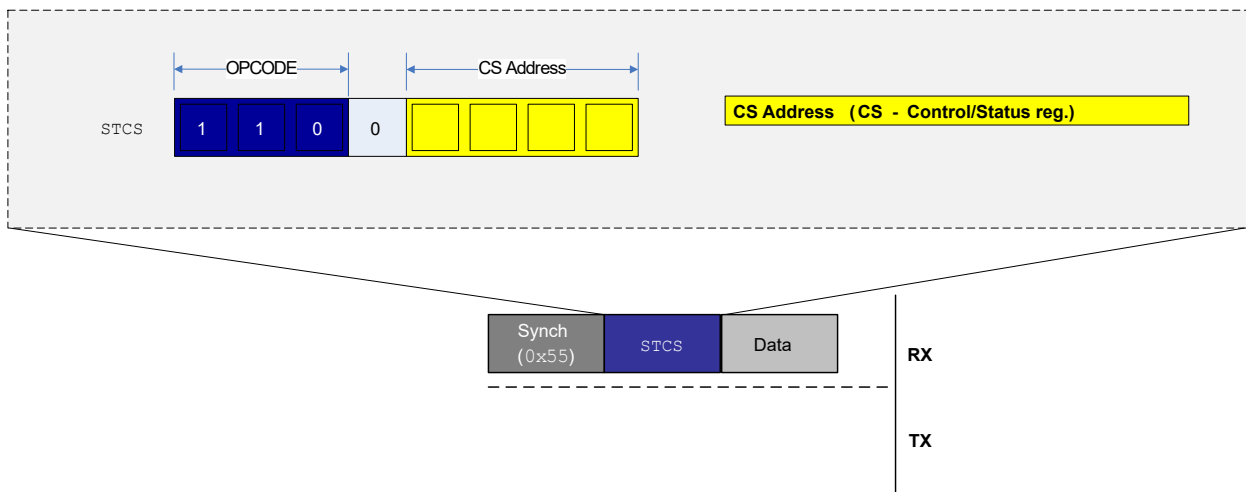 OPCODE CS Address
STCS 1 1 0 0
CS Address (CS - Control/Status reg.)
Synch
(0x55)
STCS
Data
RX
TX